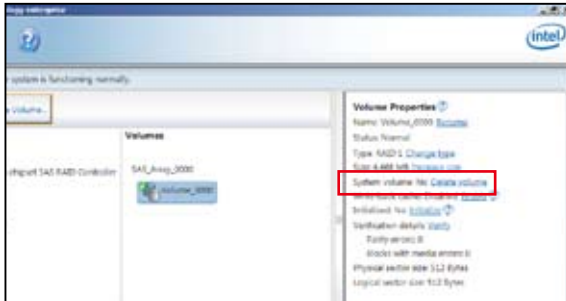 ology enterprise
intel
r system is functioning normally.
e Volume...
Volumes
chipset SAS RAID Controller
SAS_Array_0000
Volume_0000
Volume Properties
Name: Volume_0000 Rename
Status: Normal
Type: RAID 1 Change type
System volume: No Delete volume
Initialized: No Initialize
Verification details Verify
Parity errors: 0
Blocks with media errors: 0
Physical sector size: 512 Bytes
Logical sector size: 512 Bytes